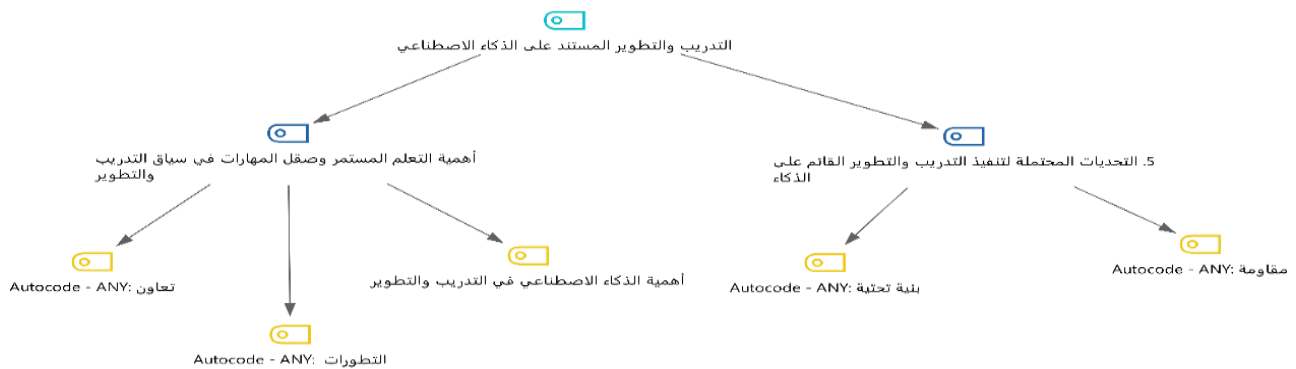 التدريب والتطوير المستند على الذكاء الاصطناعي
أهمية التعلم المستمر وصقل المهارات في سياق التدريب
والتطوير
5. التحديات المحتملة لتنفيذ التدريب والتطوير القائم على
الذكاء
Autocode - ANY: تعاون
Autocode - ANY: التطورات
أهمية الذكاء الاصطناعي في التدريب والتطوير
Autocode - ANY: بنية تحتية
Autocode - ANY: مقاومة